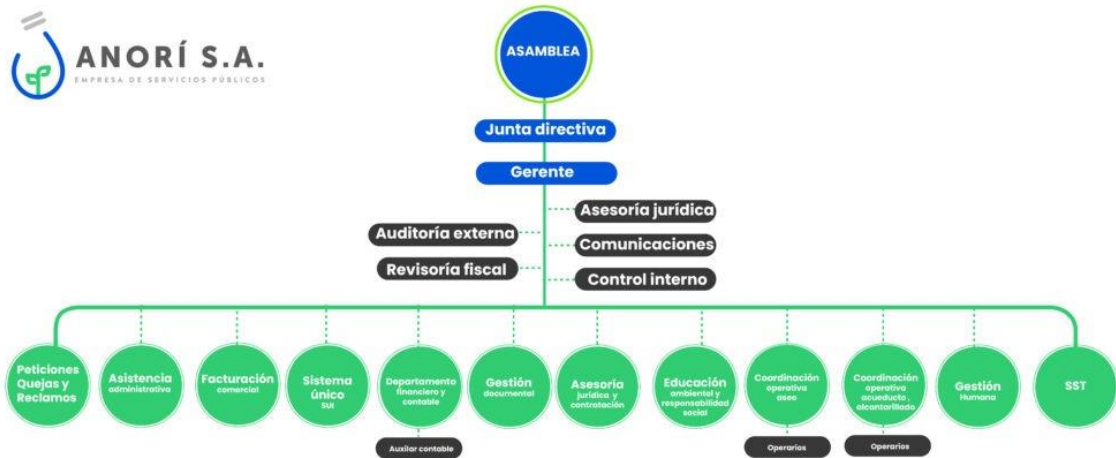 ANORÍ S.A.
EMPRESA DE SERVICIOS PÚBLICOS
ASAMBLEA
Junta directiva
Gerente
Asesoría jurídica
Auditoría externa
Comunicaciones
Revisoría fiscal
Control interno
Peticiones
Quejas y
Reclamos
Asistencia
administrativa
Facturación
comercial
Sistema
único
SUI
Departamento
financiero y
contable
Gestión
documental
Asesoría
jurídica y
contratación
Educación
ambiental y
responsabilidad
social
Coordinación
operativa
aseo
Coordinación
operativa
acueducto,
alcantarillado
Gestión
Humana
SST
Auxilar contable
Operarios
Operarios